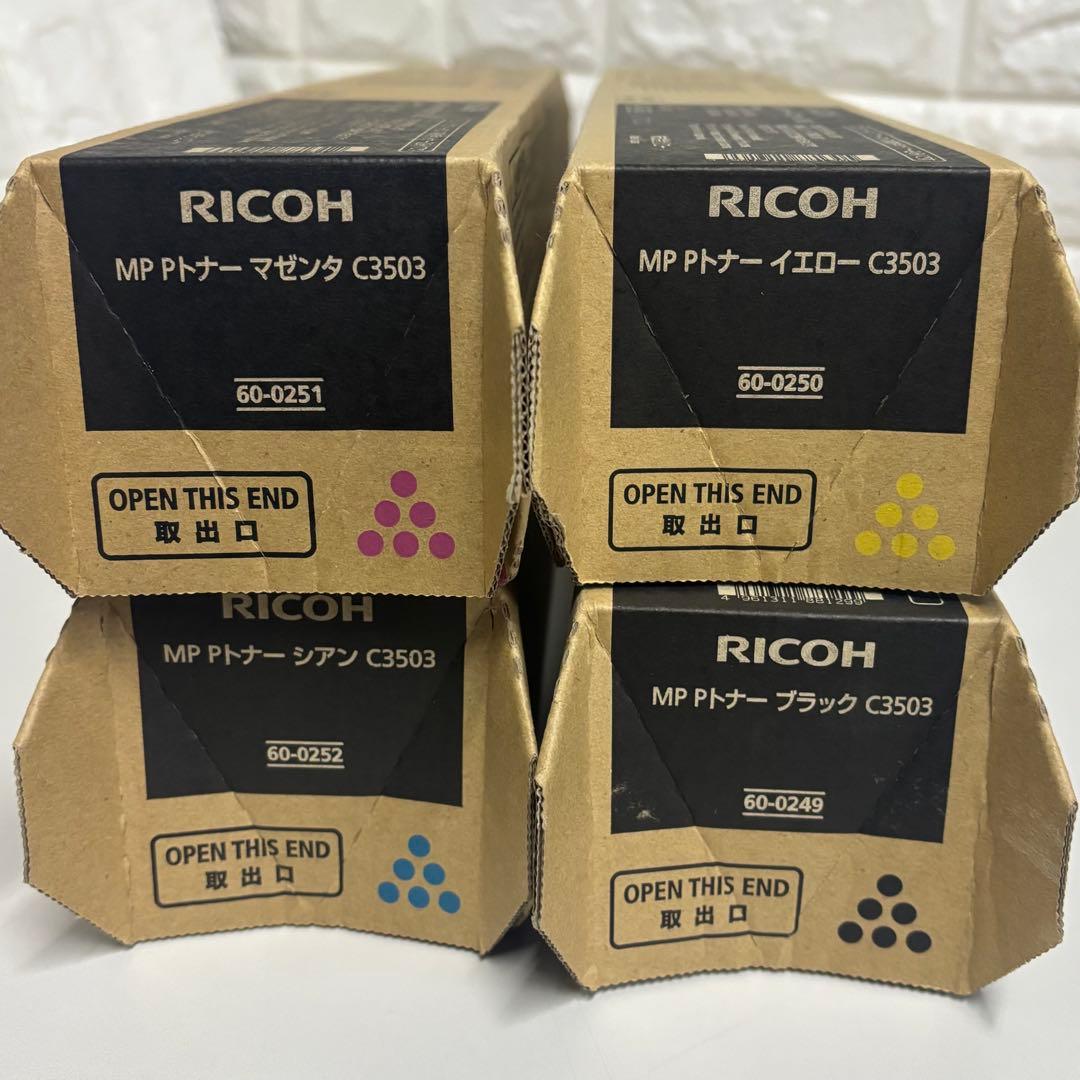 RICOH
MP Pトナー マゼンタ C3503
60-0251
OPEN THIS END
取出口
RICOH
MP Pトナー イエロー C3503
60-0250
OPEN THIS END
取出口
RICOH
MP Pトナー シアン C3503
60-0252
OPEN THIS END
取出口
RICOH
MP Pトナー ブラック C3503
60-0249
OPEN THIS END
取出口